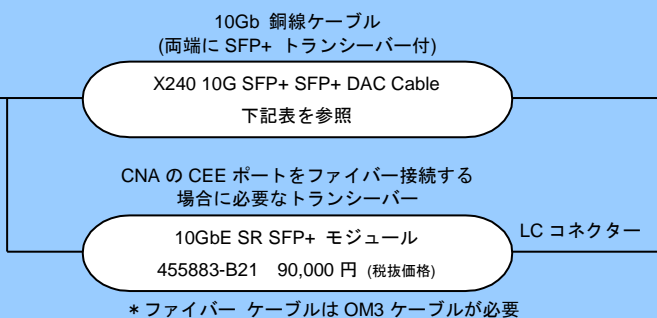 10Gb 銅線ケーブル
(両端に SFP+ トランシーバー付)
X240 10G SFP+ SFP+ DAC Cable
下記表を参照
CNA の CEE ポートをファイバー接続する
場合に必要なトランシーバー
10GbE SR SFP+ モジュール
455883-B21 90,000 円 (税抜価格)
LC コネクター
* ファイバー ケーブルは OM3 ケーブルが必要